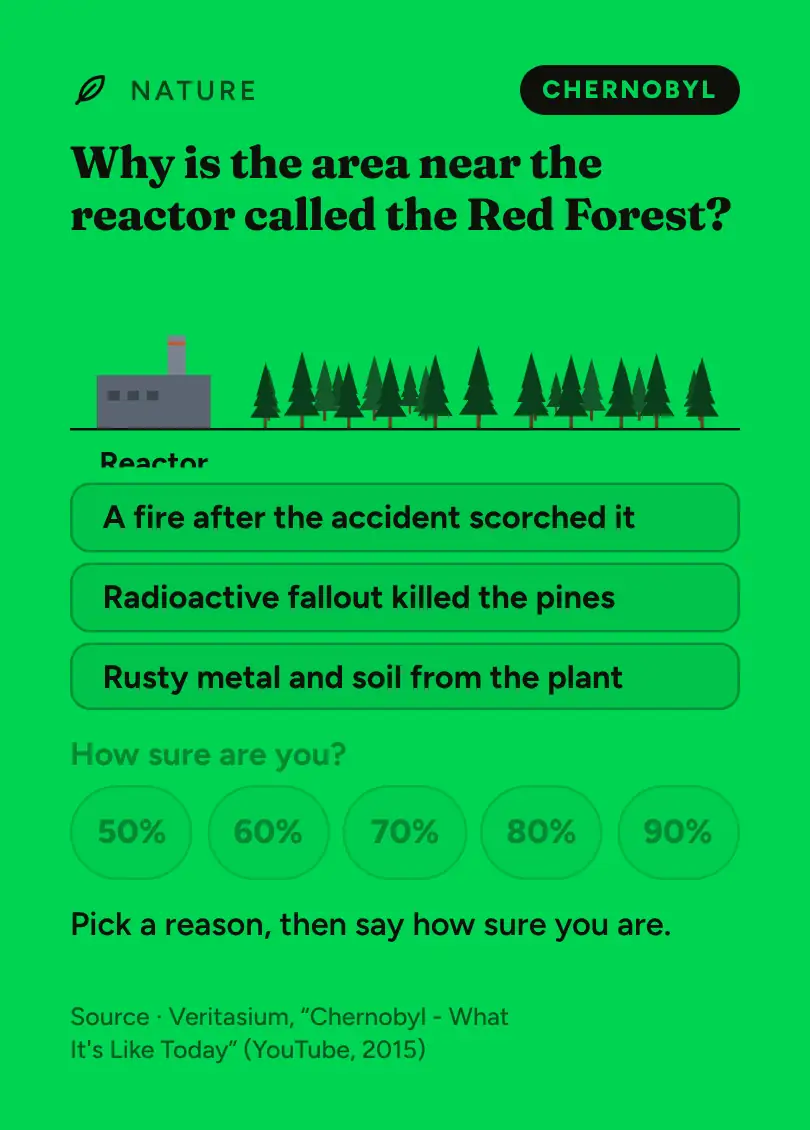 NATURE
CHERNOBYL
Why is the area near the
reactor called the Red Forest?
Reactor
A fire after the accident scorched it
Radioactive fallout killed the pines
Rusty metal and soil from the plant
How sure are you?
50% 60% 70% 80% 90%
Pick a reason, then say how sure you are.
Source · Veritasium, "Chernobyl - What
It's Like Today" (YouTube, 2015)